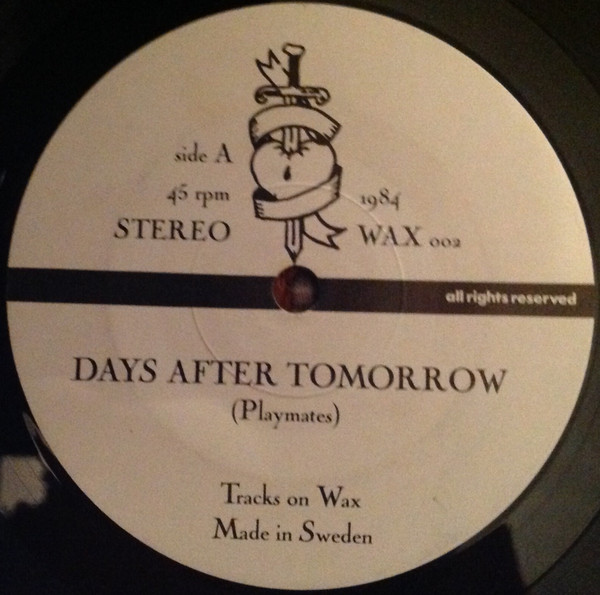 side A
45 rpm
1984
STEREO
WAX 002
all rights reserved
DAYS AFTER TOMORROW
(Playmates)
Tracks on Wax
Made in Sweden